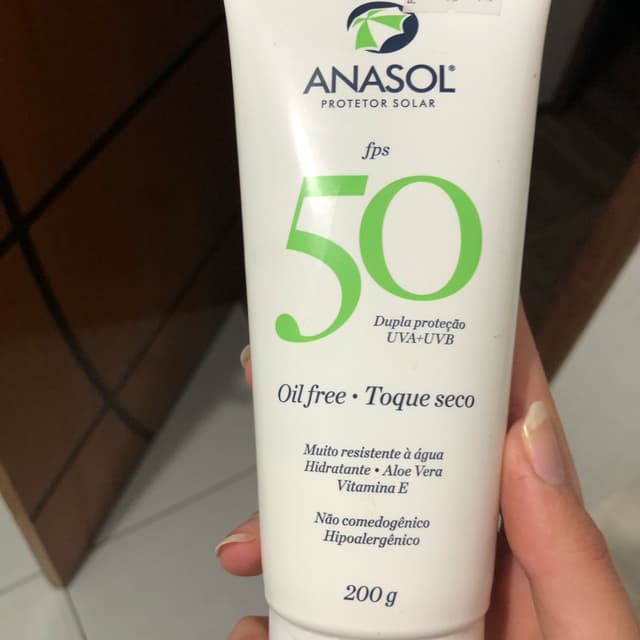 ANASOL®
PROTETOR SOLAR
fps
50
Dupla proteção
UVA+UVB
Oil free • Toque seco
Muito resistente à água
Hidratante • Aloe Vera
Vitamina E
Não comedogênico
Hipoalergênico
200 g